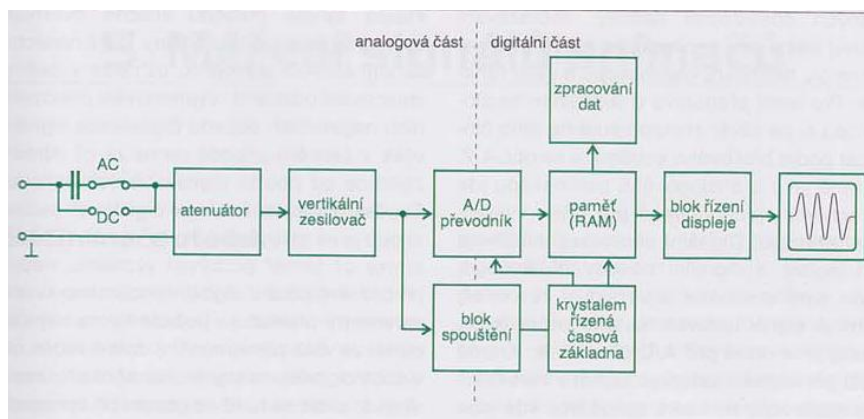 analogová část
digitální část
zpracování
dat
AC
DC
atenuátor
vertikální
zesilovač
A/D
převodník
paměť
(RAM)
blok řízení
displeje
blok
spouštění
krystalem
řízená
časová
základna